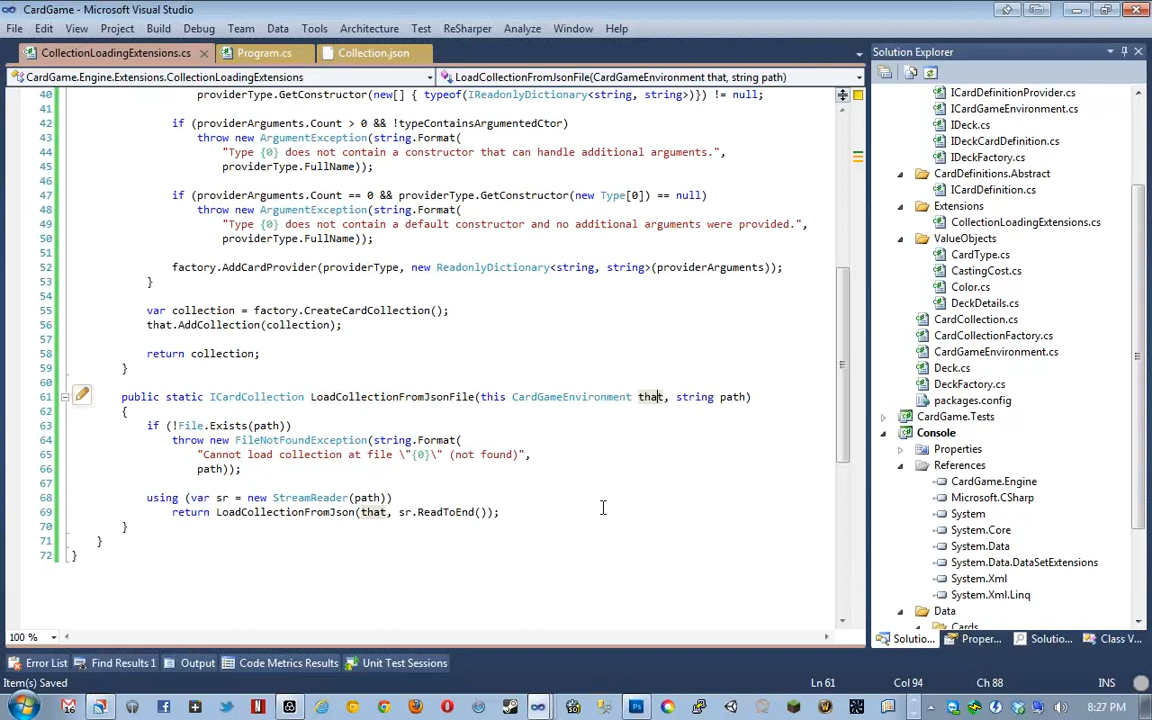 CardGame - Microsoft Visual Studio
File Edit View Project Build Debug Team Data Tools Architecture Test ReSharper Analyze Window Help
CollectionLoadingExtensions.cs Program.cs Collection.json
CardGame.Engine.Extensions.CollectionLoadingExtensions LoadCollectionFromJsonFile(CardGameEnvironment that, string path)
40 providerType.GetConstructor(new[] { typeof(IReadonlyDictionary<string, string>)}) != null;
41
42 if (providerArguments.Count > 0 && !typeContainsArgumentedCtor)
43 throw new ArgumentException(string.Format(
44 "Type {0} does not contain a constructor that can handle additional arguments.",
45 providerType.FullName));
46
47 if (providerArguments.Count == 0 && providerType.GetConstructor(new Type[0]) == null)
48 throw new ArgumentException(string.Format(
49 "Type {0} does not contain a default constructor and no additional arguments were provided.",
50 providerType.FullName));
51
52 factory.AddCardProvider(providerType, new ReadonlyDictionary<string, string>(providerArguments));
53 }
54
55 var collection = factory.CreateCardCollection();
56 that.AddCollection(collection);
57
58 return collection;
59 }
60
61 public static ICardCollection LoadCollectionFromJsonFile(this CardGameEnvironment that, string path)
62 {
63 if (!File.Exists(path))
64 throw new FileNotFoundException(string.Format(
65 "Cannot load collection at file \"{0}\" (not found)",
66 path));
67
68 using (var sr = new StreamReader(path))
69 return LoadCollectionFromJson(that, sr.ReadToEnd());
70 }
71 }
72 }
100 %
Solution Explorer
ICardDefinitionProvider.cs
ICardGameEnvironment.cs
IDeck.cs
IDeckCardDefinition.cs
IDeckFactory.cs
CardDefinitions.Abstract
ICardDefinition.cs
Extensions
CollectionLoadingExtensions.cs
ValueObjects
CardType.cs
CastingCost.cs
Color.cs
DeckDetails.cs
CardCollection.cs
CardCollectionFactory.cs
CardGameEnvironment.cs
Deck.cs
DeckFactory.cs
packages.config
CardGame.Tests
Console
Properties
References
CardGame.Engine
Microsoft.CSharp
System
System.Core
System.Data
System.Data.DataSetExtensions
System.Xml
System.Xml.Linq
Data
Cards
Solutio... Proper... Solutio... Class V...
Error List Find Results 1 Output Code Metrics Results Unit Test Sessions
Item(s) Saved Ln 61 Col 94 Ch 88 INS
8:27 PM